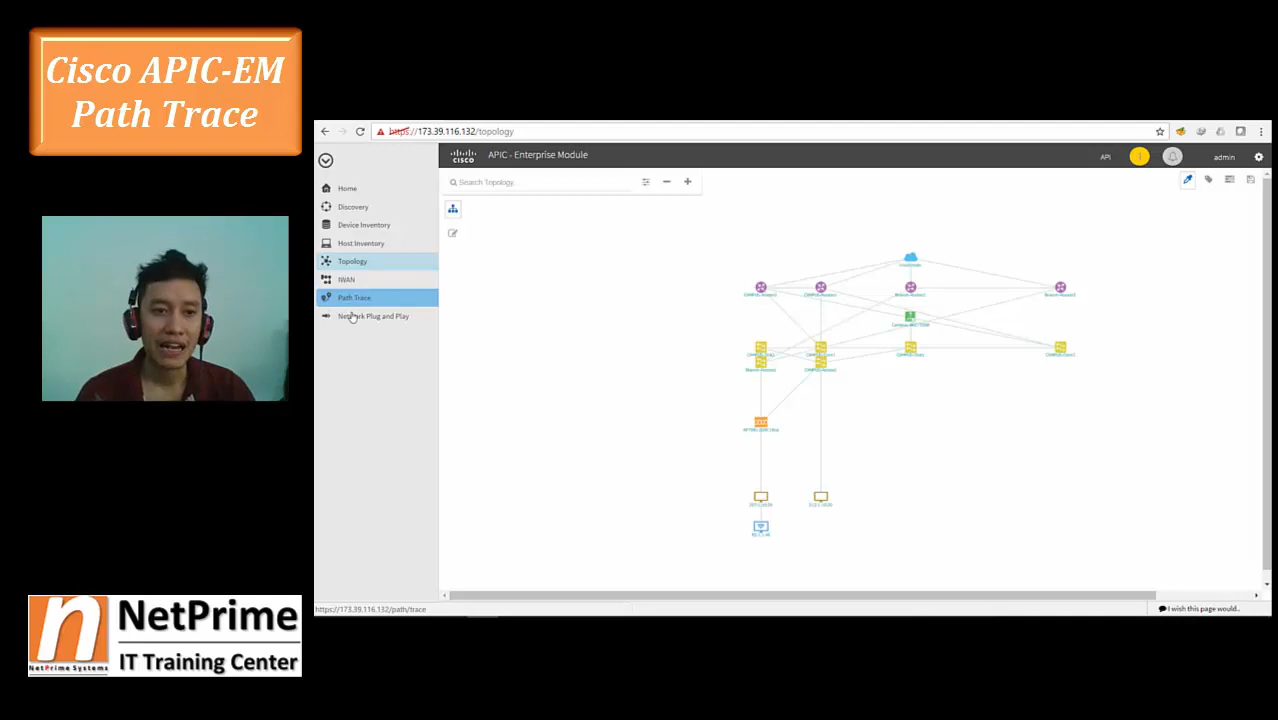 Cisco APIC-EM
Path Trace
https://173.39.116.132/topology
CISCO
APIC - Enterprise Module
API
admin
Search Topology.
Home
Discovery
Device Inventory
Host Inventory
Topology
IWAN
Path Trace
Network Plug and Play
https://173.39.116.132/path/trace
I wish this page would..
n
NetPrime Systems
NetPrime
IT Training Center